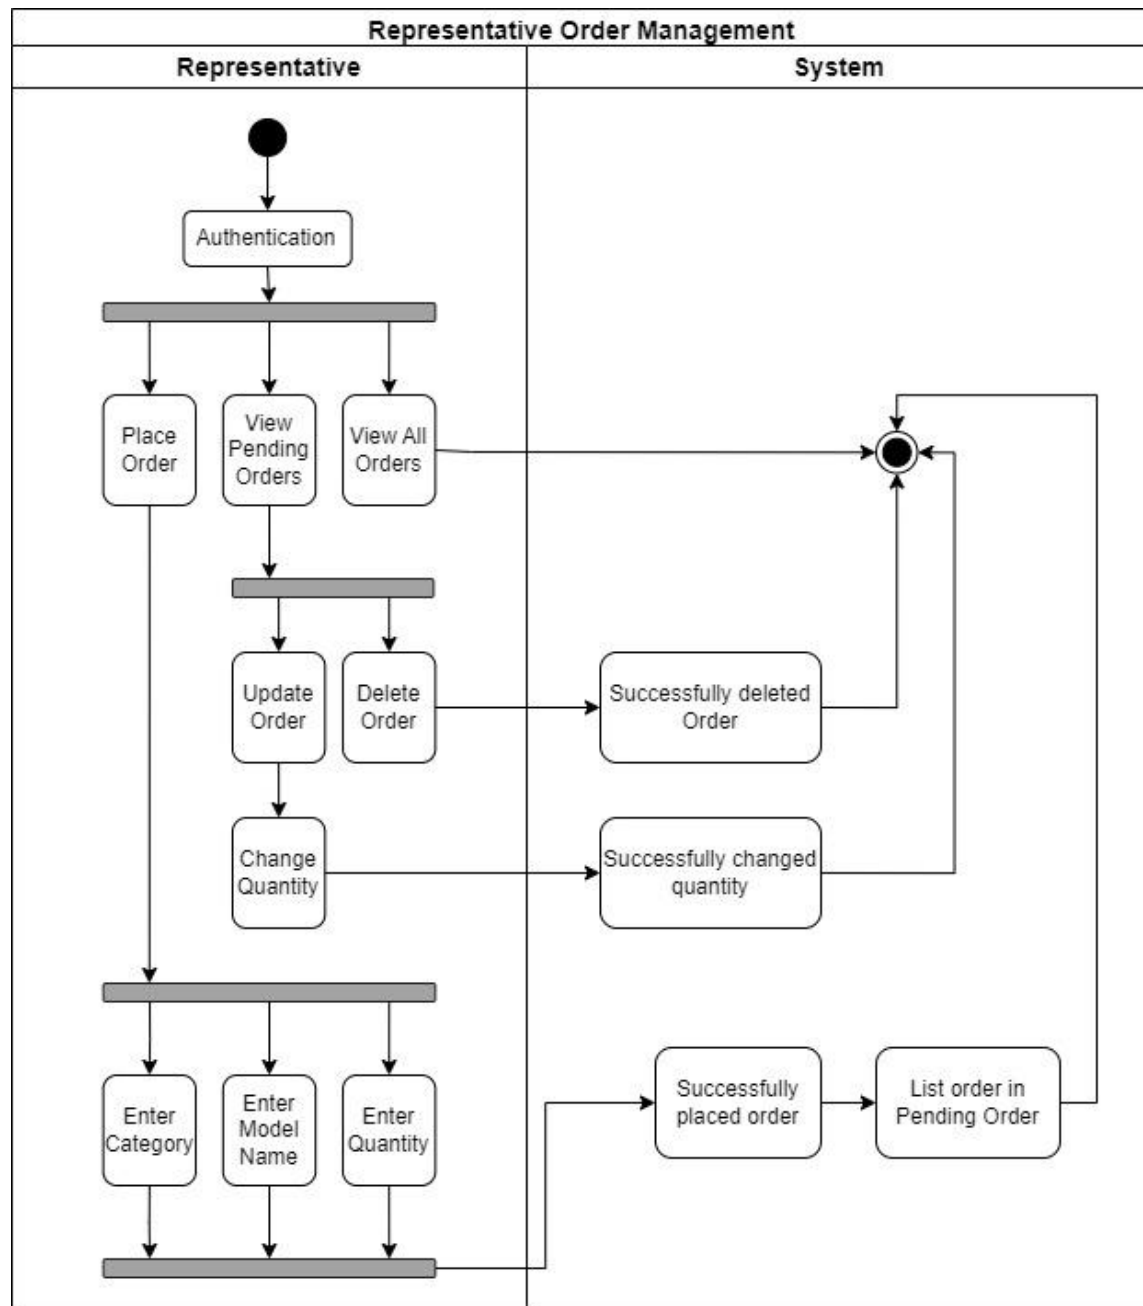 Representative Order Management
Representative
System
Authentication
Place
Order
View
Pending
Orders
View All
Orders
Update
Order
Delete
Order
Successfully deleted
Order
Change
Quantity
Successfully changed
quantity
Enter
Category
Enter
Model
Name
Enter
Quantity
Successfully
placed order
List order in
Pending Order